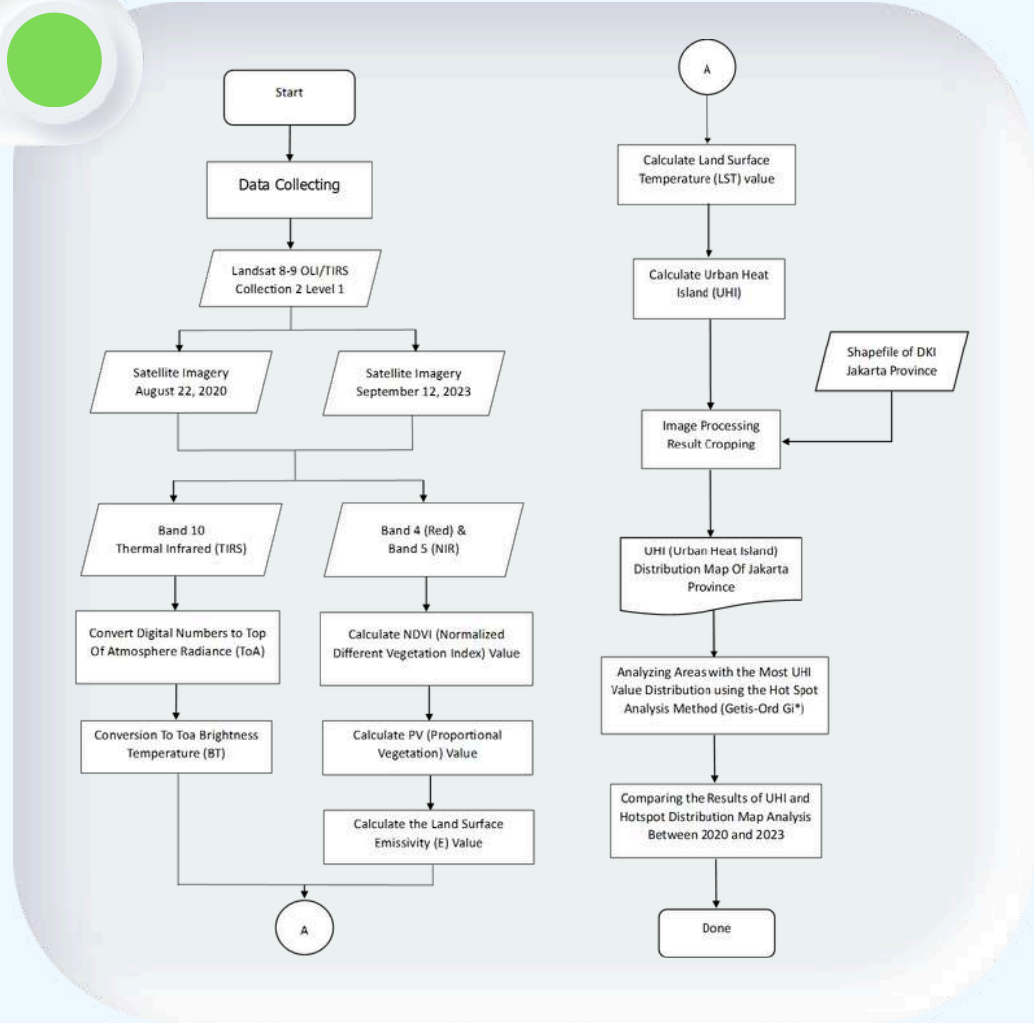 Start
Data Collecting
Landsat 8-9 OLI/TIRS
Collection 2 Level 1
Satellite Imagery
August 22, 2020
Satellite Imagery
September 12, 2023
Band 10
Thermal Infrared (TIRS)
Band 4 (Red) &
Band 5 (NIR)
Convert Digital Numbers to Top
Of Atmosphere Radiance (ToA)
Calculate NDVI (Normalized
Different Vegetation Index) Value
Conversion To Toa Brightness
Temperature (BT)
Calculate PV (Proportional
Vegetation) Value
Calculate the Land Surface
Emissivity (E) Value
A
A
Calculate Land Surface
Temperature (LST) value
Calculate Urban Heat
Island (UHI)
Shapefile of DKI
Jakarta Province
Image Processing
Result Cropping
UHI (Urban Heat Island)
Distribution Map Of Jakarta
Province
Analyzing Areas with the Most UHI
Value Distribution using the Hot Spot
Analysis Method (Getis-Ord Gi*)
Comparing the Results of UHI and
Hotspot Distribution Map Analysis
Between 2020 and 2023
Done